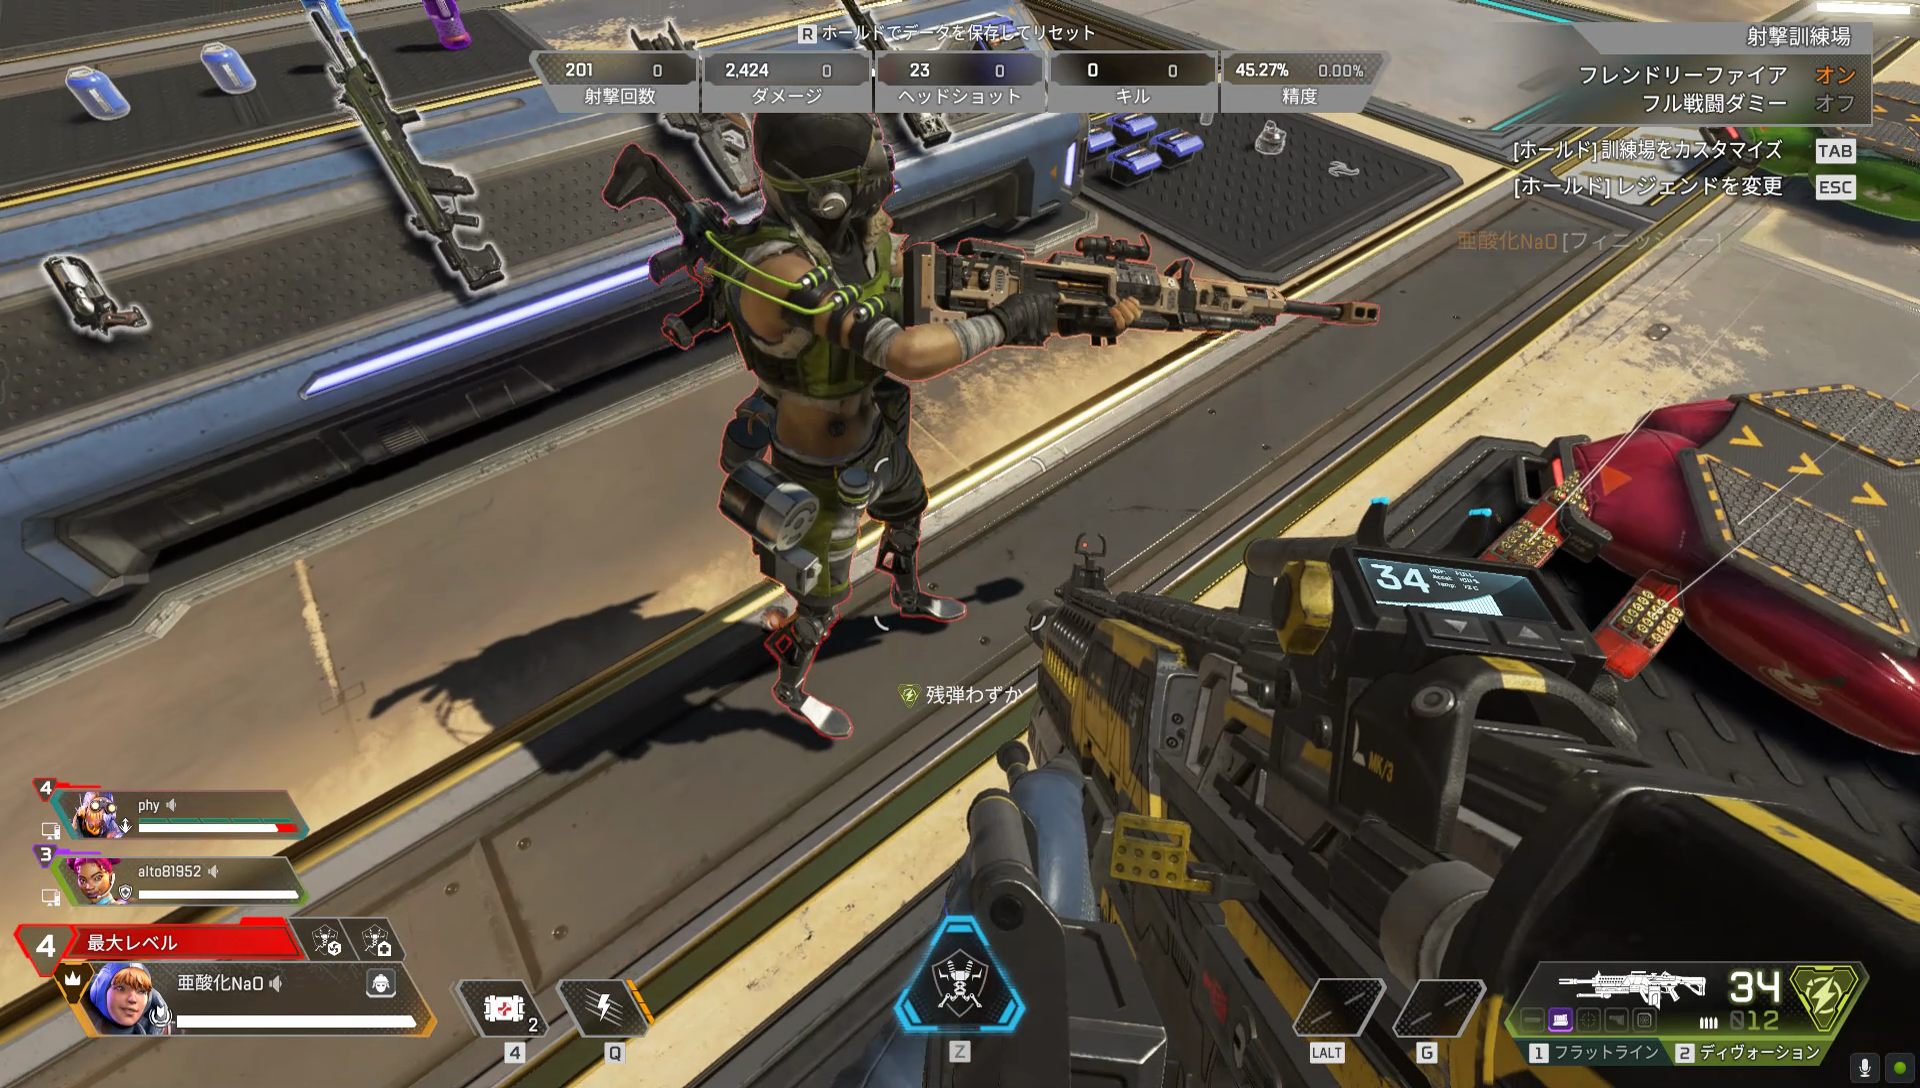 R ホールドでデータを保存してリセット
201 0
射撃回数
2,424 0
ダメージ
23 0
ヘッドショット
0 0
キル
45.27% 0.00%
精度
射撃訓練場
フレンドリーファイア オン
フル戦闘ダミー オフ
[ホールド] 訓練場をカスタマイズ TAB
[ホールド] レジェンドを変更 ESC
亜酸化NaO [フィニッシャー]
34
MK/3
残弾わずか
4
phy
3
alto81952
4
最大レベル
亜酸化NaO
2
4
Q
Z
LALT
G
34
012
1 フラットライン
2 ディヴォーション